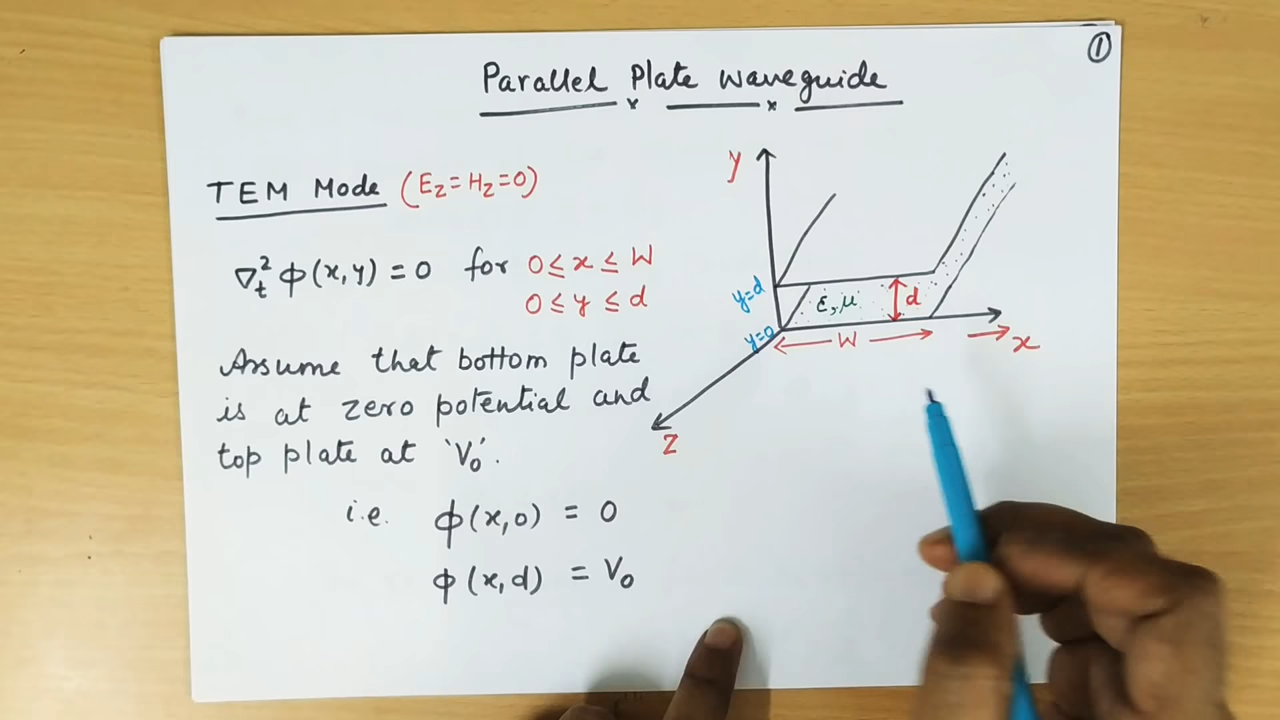 ①
Parallel Plate waveguide
TEM Mode (Ez=Hz=0)
∇t² ϕ(x,y) = 0 for 0 ≤ x ≤ W
0 ≤ y ≤ d
Assume that bottom plate
is at zero potential and
top plate at 'V₀'.
i.e. ϕ(x,0) = 0
ϕ(x,d) = V₀
y
y=d
ε, μ
d
y=0
W
x
z